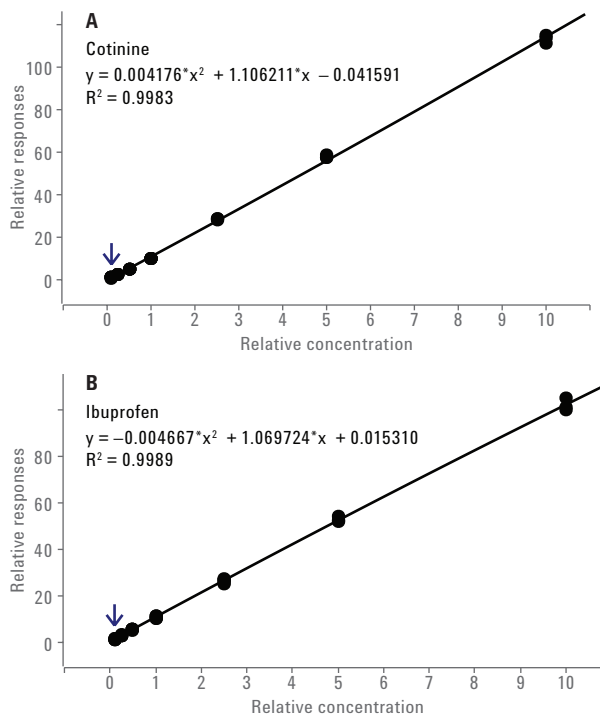 A
Cotinine
y = 0.004176*x² + 1.106211*x – 0.041591
R² = 0.9983
Relative responses
100
80
60
40
20
0
0 1 2 3 4 5 6 7 8 9 10
Relative concentration
B
Ibuprofen
y = –0.004667*x² + 1.069724*x + 0.015310
R² = 0.9989
Relative responses
80
60
40
20
0
0 1 2 3 4 5 6 7 8 9 10
Relative concentration